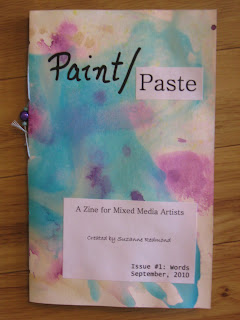 Paint/
Paste
A Zine for Mixed Media Artists
Created by Suzanne Redmond
Issue #1: Words
September, 2010